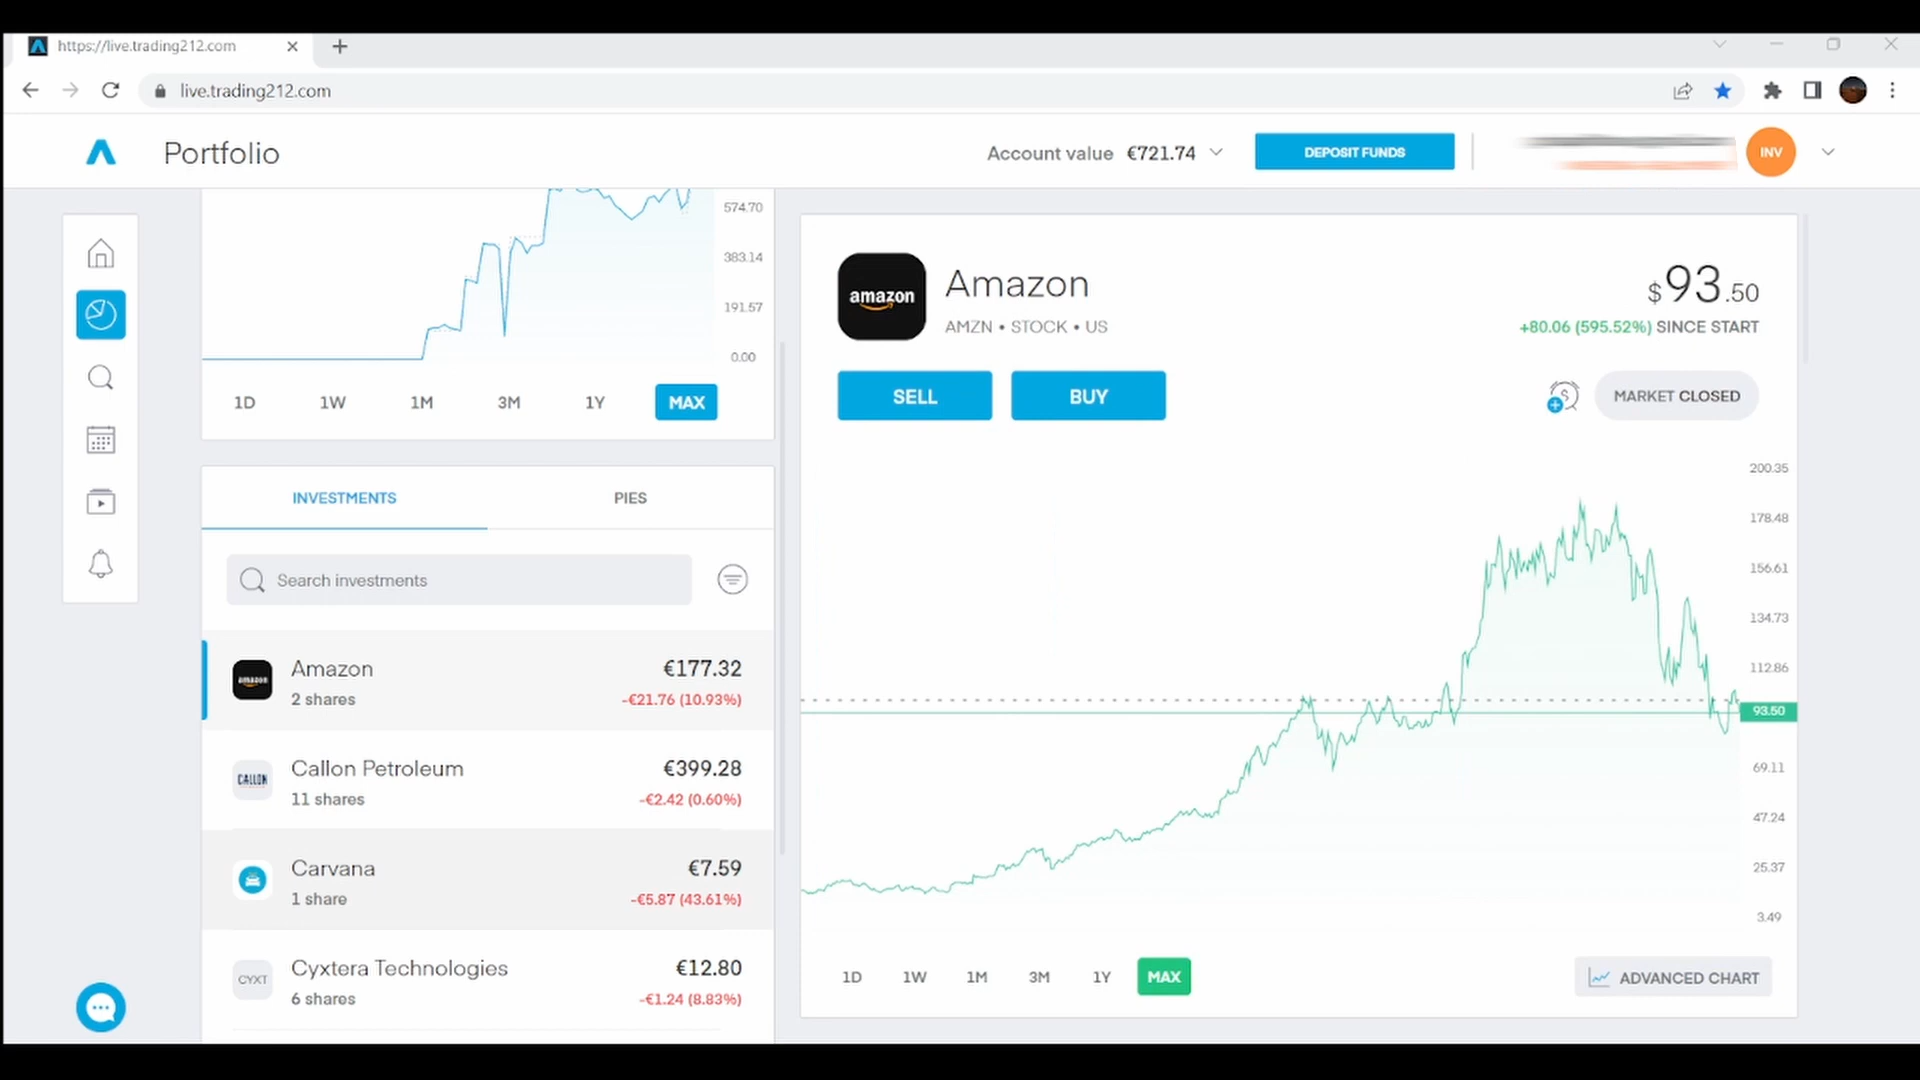 https://live.trading212.com
live.trading212.com
Portfolio
Account value €721.74
DEPOSIT FUNDS
INV
574.70
383.14
191.57
0.00
1D 1W 1M 3M 1Y MAX
INVESTMENTS PIES
Search investments
amazon
Amazon €177.32
2 shares -€21.76 (10.93%)
CALLON
Callon Petroleum €399.28
11 shares -€2.42 (0.60%)
Carvana €7.59
1 share -€5.87 (43.61%)
CYXT
Cyxtera Technologies €12.80
6 shares -€1.24 (8.83%)
amazon
Amazon
AMZN • STOCK • US
$93.50
+80.06 (595.52%) SINCE START
SELL BUY
MARKET CLOSED
200.35
178.48
156.61
134.73
112.86
93.50
69.11
47.24
25.37
3.49
1D 1W 1M 3M 1Y MAX
ADVANCED CHART